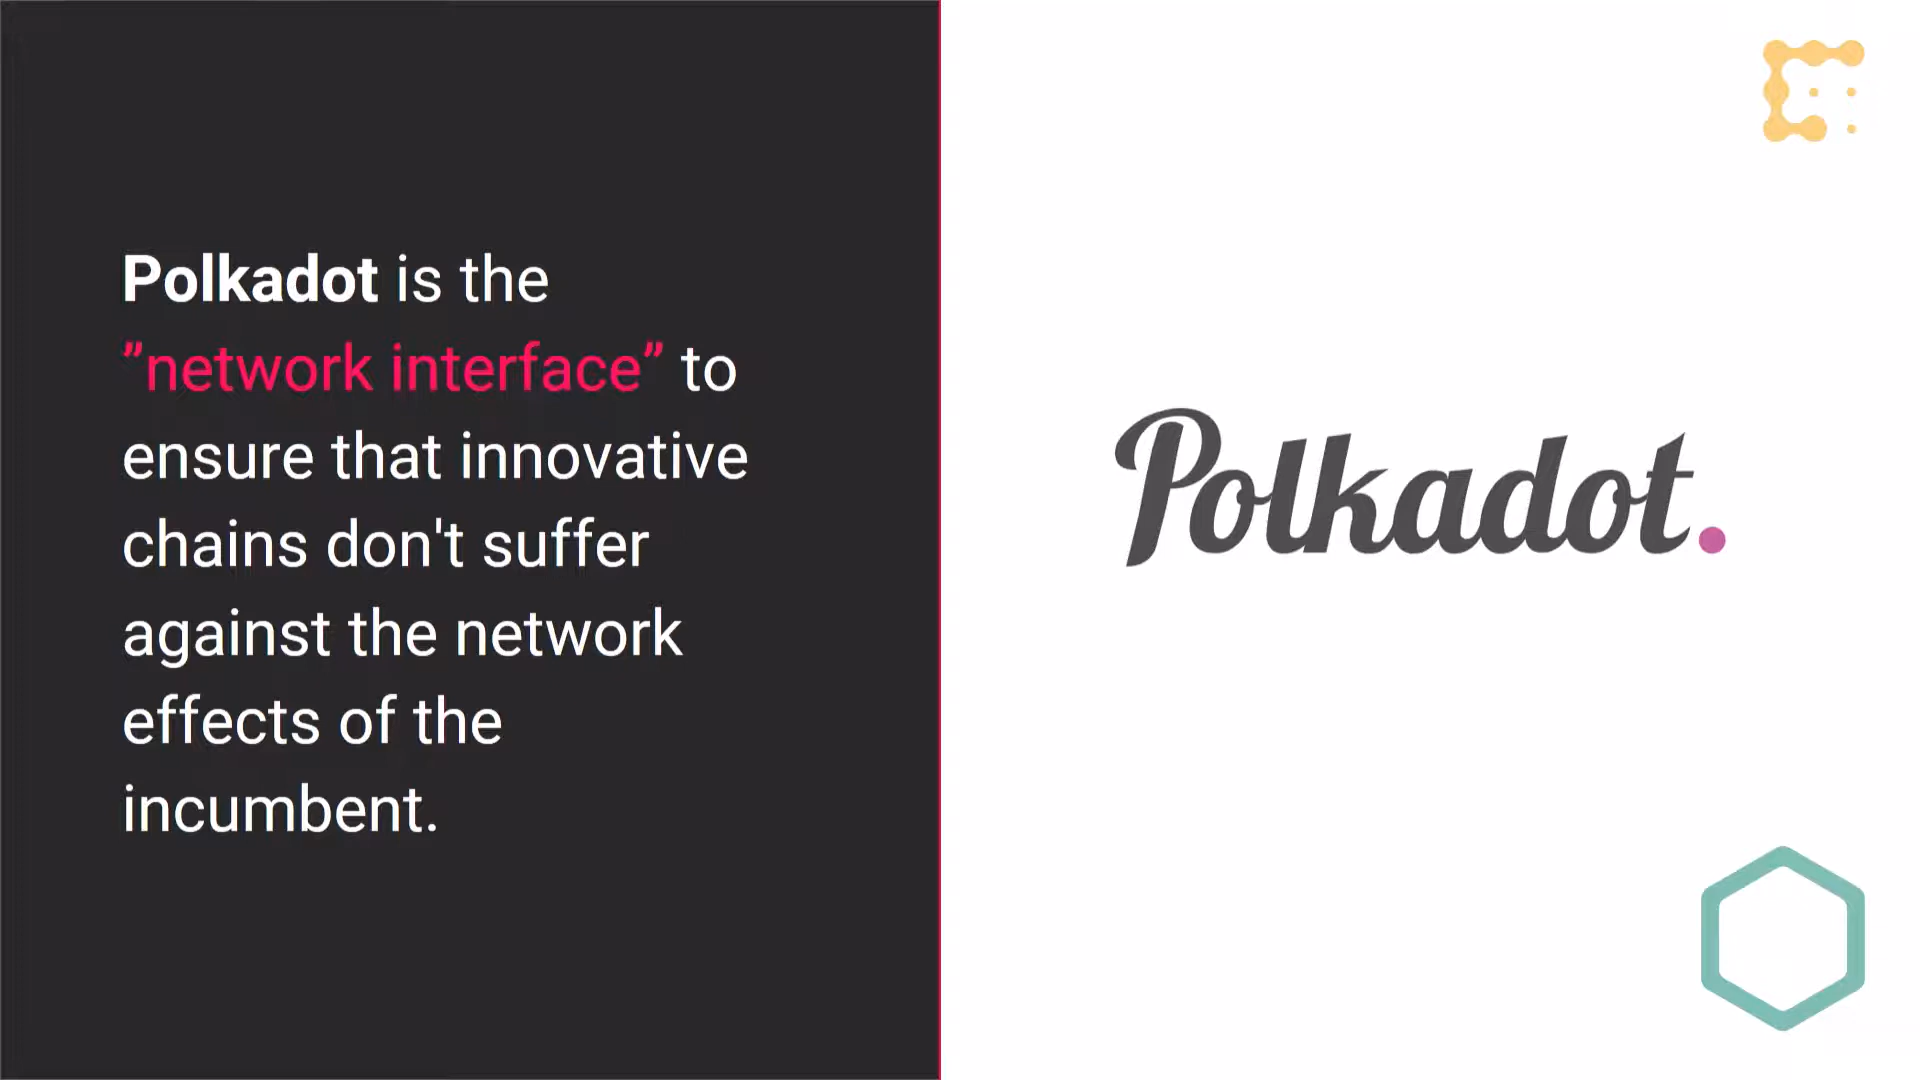 Polkadot is the
”network interface” to
ensure that innovative
chains don't suffer
against the network
effects of the
incumbent.
Polkadot.